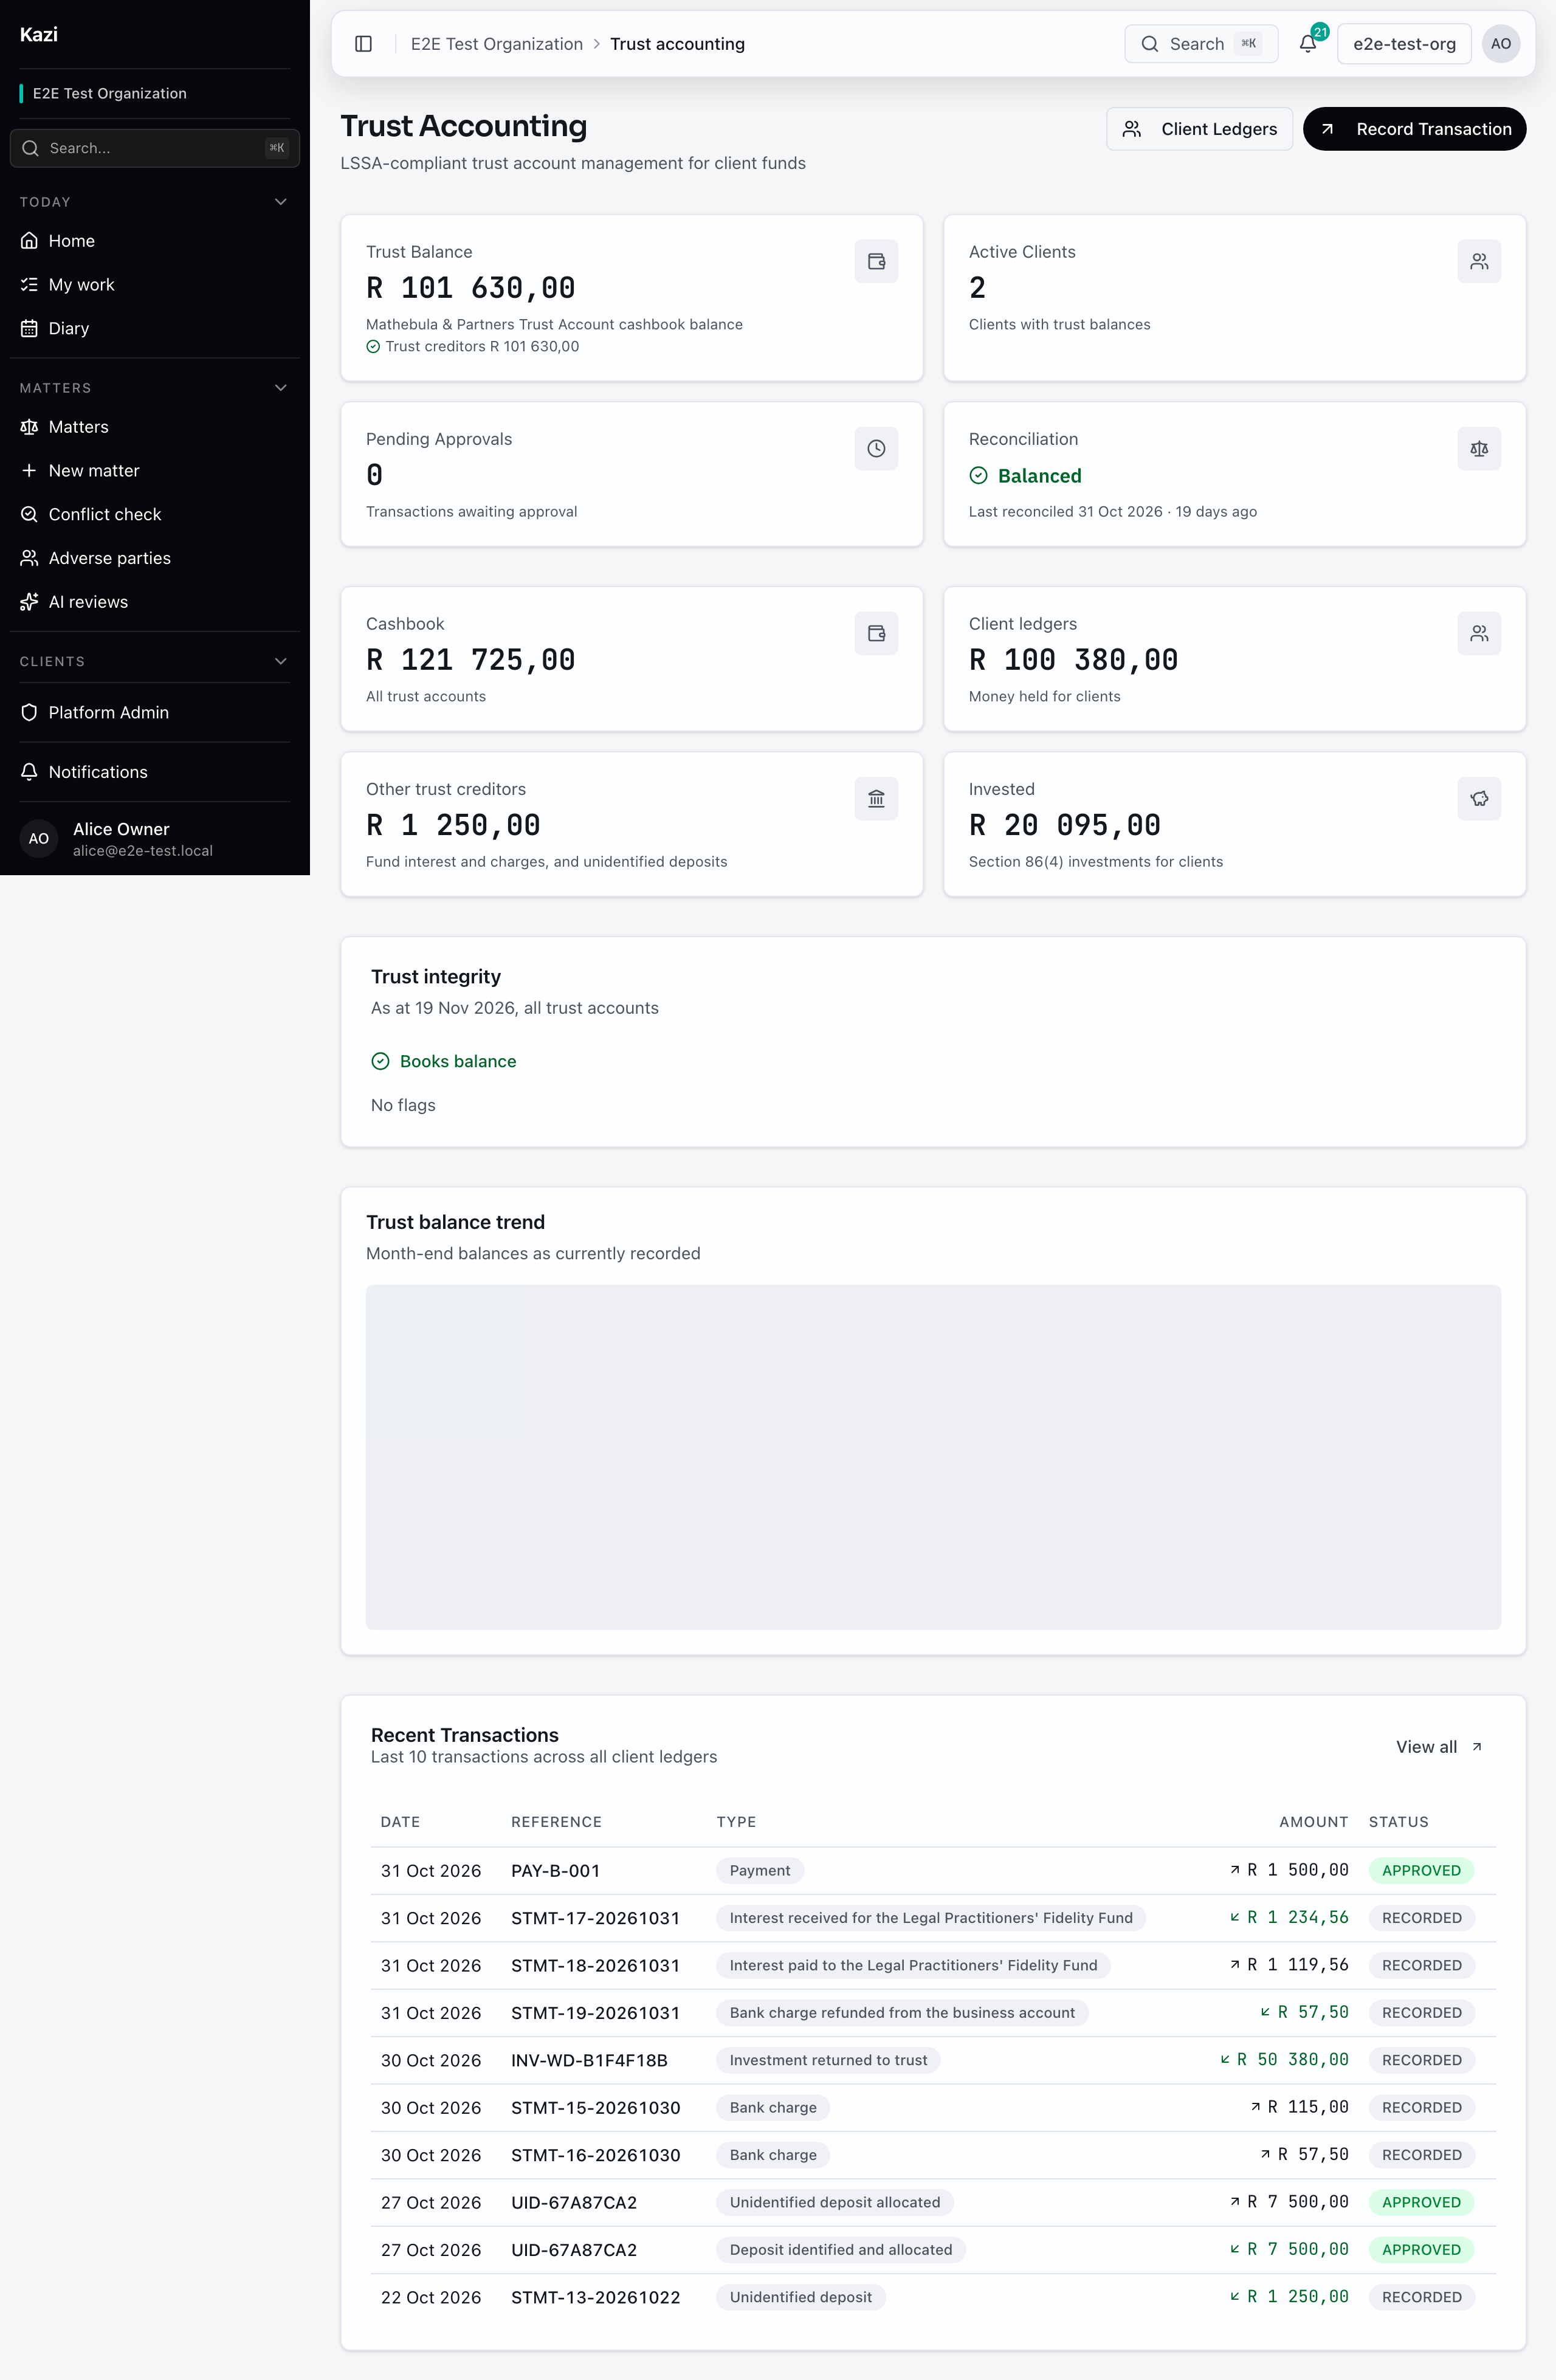 Kazi
E2E Test Organization
Search...
⌘K
TODAY
Home
My work
Diary
MATTERS
Matters
New matter
Conflict check
Adverse parties
AI reviews
CLIENTS
Platform Admin
Notifications
AO
Alice Owner
alice@e2e-test.local
E2E Test Organization
Trust accounting
Search
⌘K
21
e2e-test-org
AO
Trust Accounting
LSSA-compliant trust account management for client funds
Client Ledgers
Record Transaction
Trust Balance
R 101 630,00
Mathebula & Partners Trust Account cashbook balance
Trust creditors R 101 630,00
Active Clients
2
Clients with trust balances
Pending Approvals
0
Transactions awaiting approval
Reconciliation
Balanced
Last reconciled 31 Oct 2026 · 19 days ago
Cashbook
R 121 725,00
All trust accounts
Client ledgers
R 100 380,00
Money held for clients
Other trust creditors
R 1 250,00
Fund interest and charges, and unidentified deposits
Invested
R 20 095,00
Section 86(4) investments for clients
Trust integrity
As at 19 Nov 2026, all trust accounts
Books balance
No flags
Trust balance trend
Month-end balances as currently recorded
Recent Transactions
Last 10 transactions across all client ledgers
View all
DATE REFERENCE TYPE AMOUNT STATUS
31 Oct 2026 PAY-B-001 Payment R 1 500,00 APPROVED
31 Oct 2026 STMT-17-20261031 Interest received for the Legal Practitioners' Fidelity Fund R 1 234,56 RECORDED
31 Oct 2026 STMT-18-20261031 Interest paid to the Legal Practitioners' Fidelity Fund R 1 119,56 RECORDED
31 Oct 2026 STMT-19-20261031 Bank charge refunded from the business account R 57,50 RECORDED
30 Oct 2026 INV-WD-B1F4F18B Investment returned to trust R 50 380,00 RECORDED
30 Oct 2026 STMT-15-20261030 Bank charge R 115,00 RECORDED
30 Oct 2026 STMT-16-20261030 Bank charge R 57,50 RECORDED
27 Oct 2026 UID-67A87CA2 Unidentified deposit allocated R 7 500,00 APPROVED
27 Oct 2026 UID-67A87CA2 Deposit identified and allocated R 7 500,00 APPROVED
22 Oct 2026 STMT-13-20261022 Unidentified deposit R 1 250,00 RECORDED